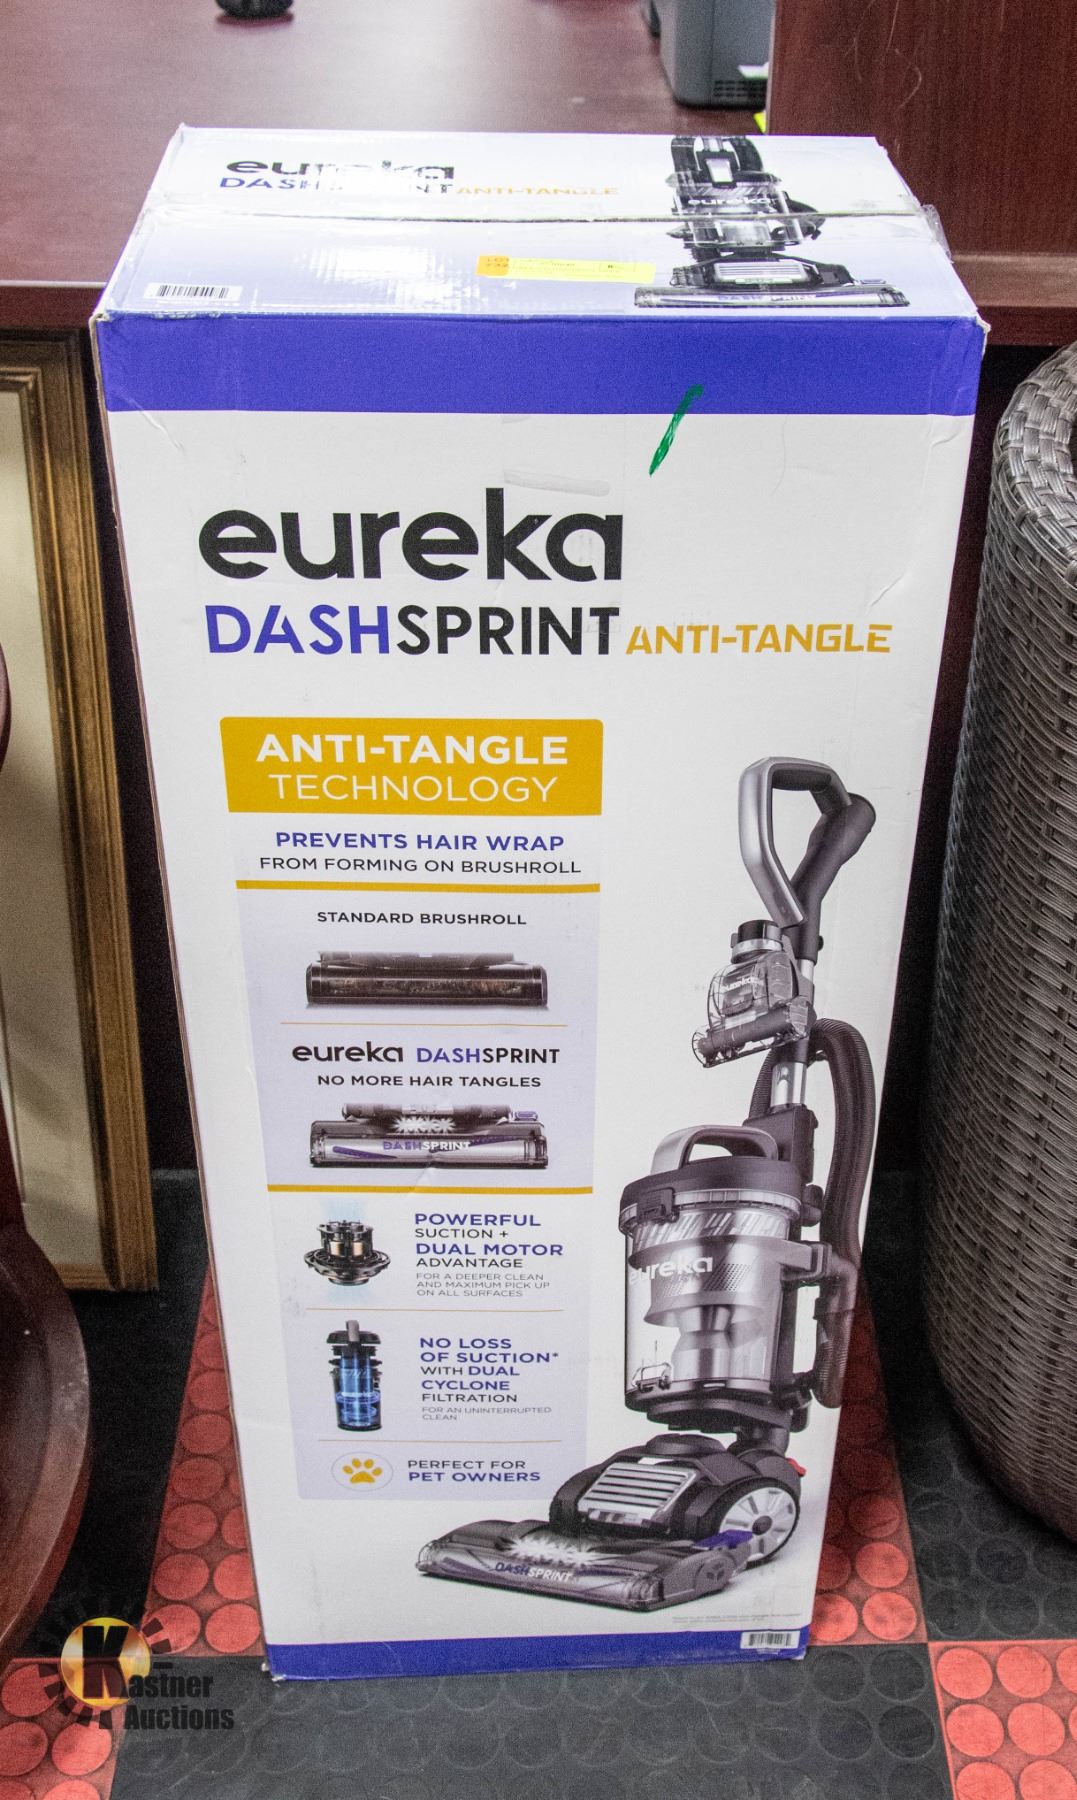 eureka
DASHSPRINT ANTI-TANGLE
eureka
DASHSPRINT
eureka
DASHSPRINT ANTI-TANGLE
ANTI-TANGLE
TECHNOLOGY
PREVENTS HAIR WRAP
FROM FORMING ON BRUSHROLL
STANDARD BRUSHROLL
eureka DASHSPRINT
NO MORE HAIR TANGLES
DASHSPRINT
POWERFUL
SUCTION +
DUAL MOTOR
ADVANTAGE
FOR A DEEPER CLEAN
AND MAXIMUM PICK UP
ON ALL SURFACES
NO LOSS
OF SUCTION*
WITH DUAL
CYCLONE
FILTRATION
FOR AN UNINTERRUPTED
CLEAN
PERFECT FOR
PET OWNERS
eureka
eureka
DASHSPRINT
Kastner
Auctions